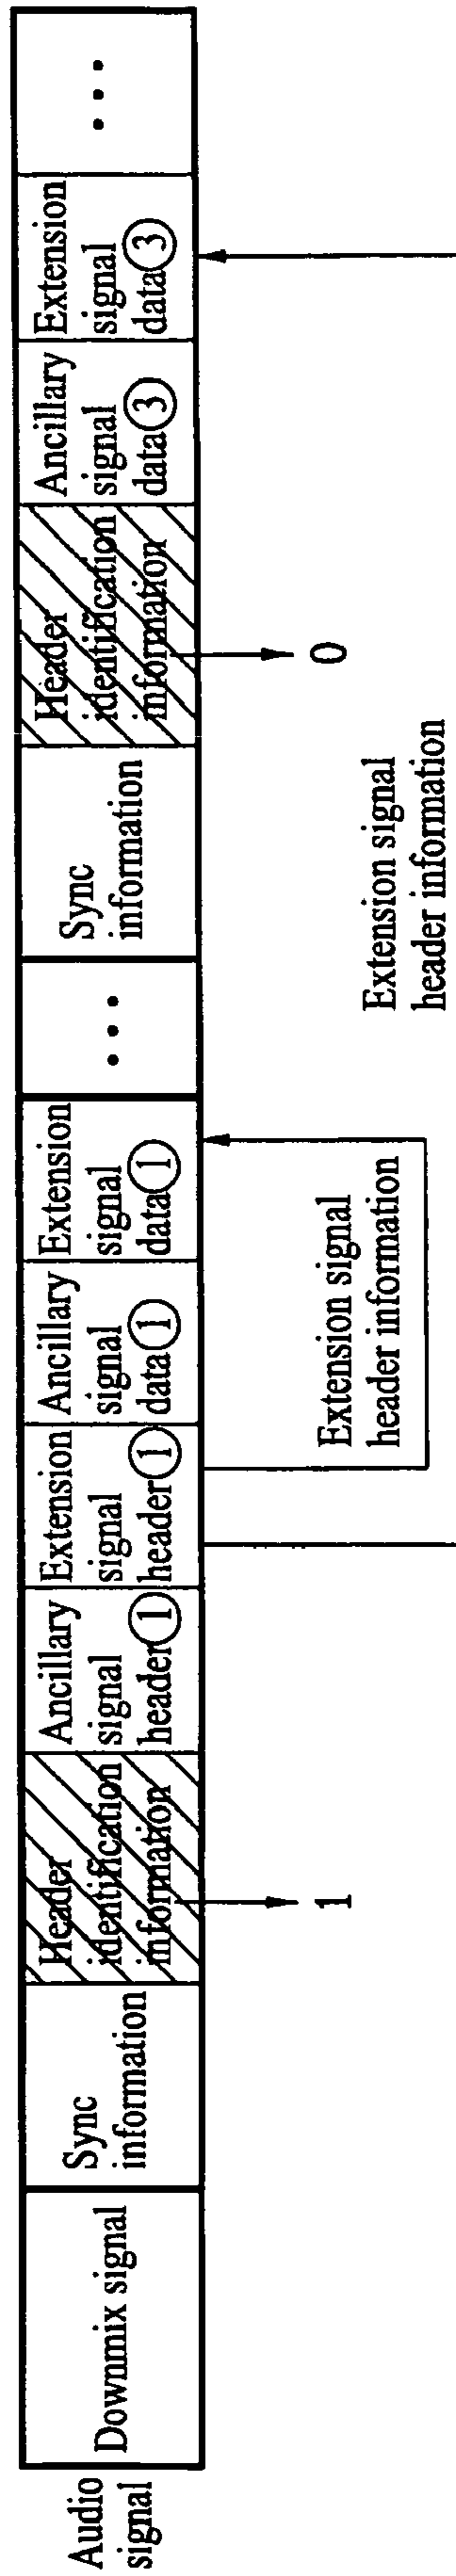 Audio
signal
Downmix signal
Sync
information
Header
identification
information
Ancillary
signal
header①
Extension
signal
header①
Ancillary
signal
data①
Extension
signal
data①
• • •
Sync
information
Header
identification
information
Ancillary
signal
data③
Extension
signal
data③
• • •
1
Extension signal
header information
0
Extension signal
header information